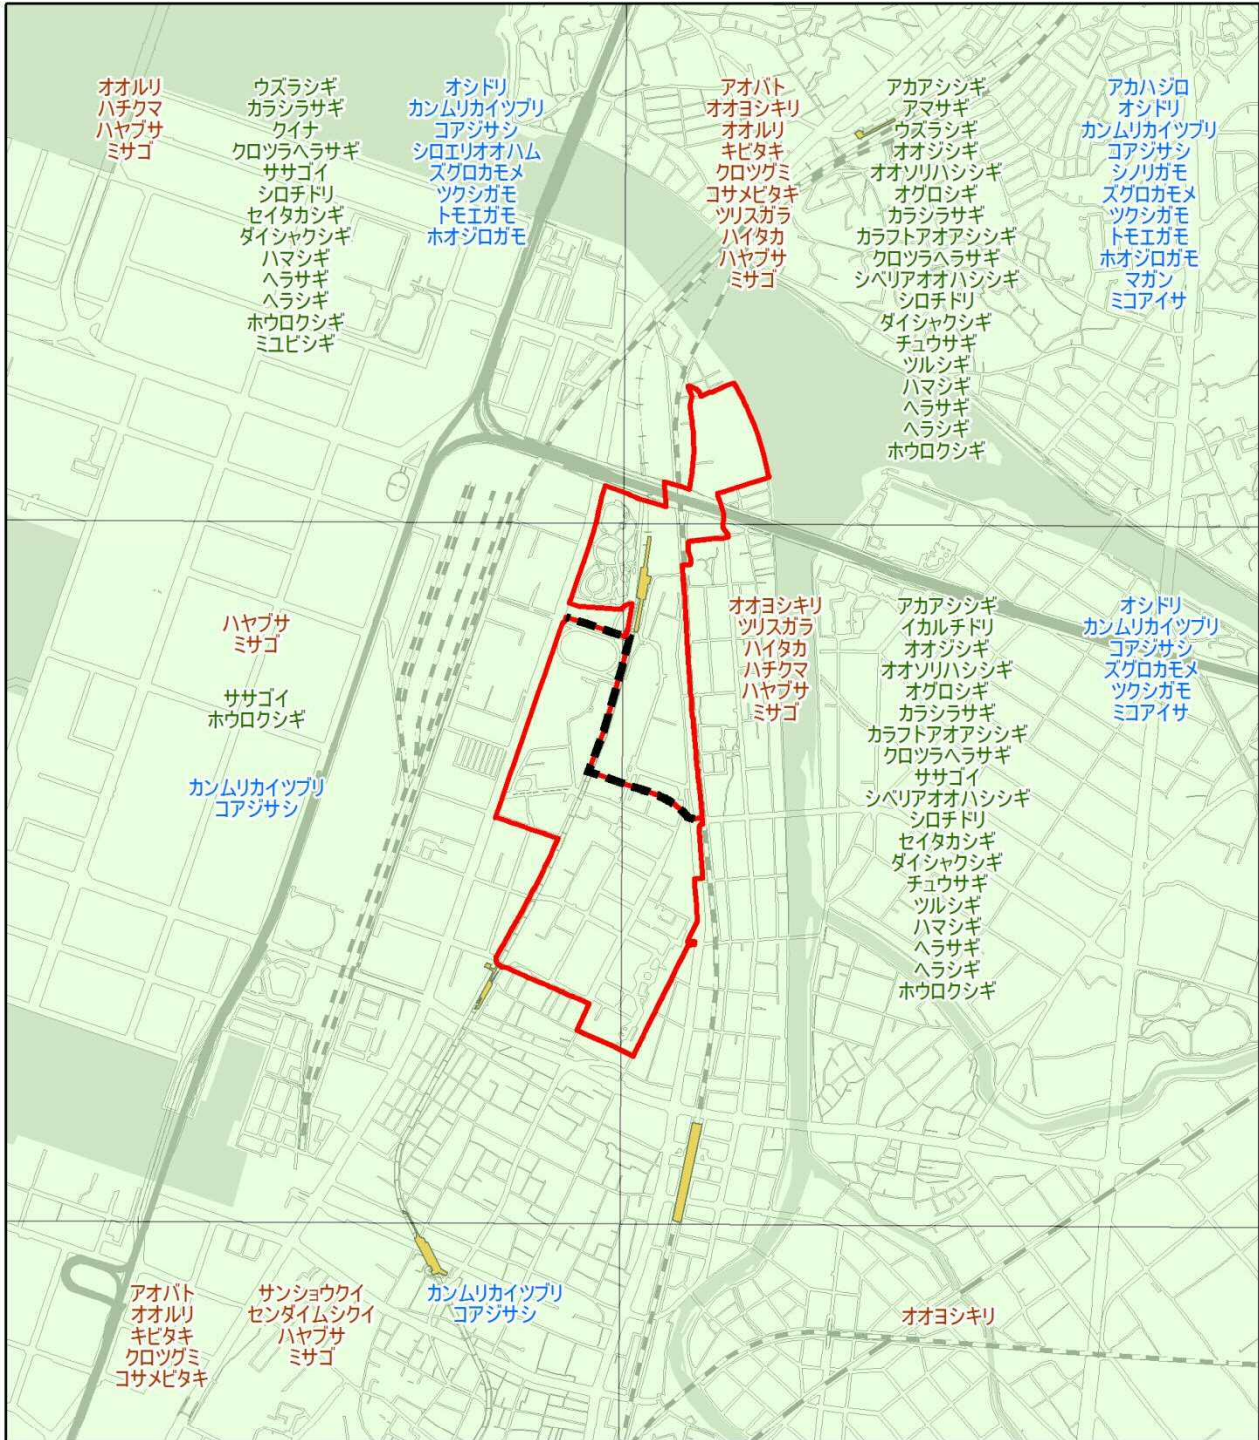 オオルリ
ハチクマ
ハヤブサ
ミサゴ
ウズラシギ
カラシラサギ
クイナ
クロツラヘラサギ
ササゴイ
シロチドリ
セイタカシギ
ダイシャクシギ
ハマシギ
ヘラサギ
ヘラシギ
ホウロクシギ
ミユビシギ
オシドリ
カンムリカイツブリ
コアジサシ
シロエリオオハム
ズグロカモメ
ツクシガモ
トモエガモ
ホオジロガモ
アオバト
オオヨシキリ
オオルリ
キビタキ
クロツグミ
コサメビタキ
ツリスガラ
ハイタカ
ハヤブサ
ミサゴ
アカアシシギ
アマサギ
ウズラシギ
オオジシギ
オオソリハシシギ
オグロシギ
カラシラサギ
カラフトアオアシシギ
クロツラヘラサギ
シベリアオオハシシギ
シロチドリ
ダイシャクシギ
チュウサギ
ツルシギ
ハマシギ
ヘラサギ
ヘラシギ
ホウロクシギ
アカハジロ
オシドリ
カンムリカイツブリ
コアジサシ
シノリガモ
ズグロカモメ
ツクシガモ
トモエガモ
ホオジロガモ
マガン
ミコアイサ
ハヤブサ
ミサゴ
ササゴイ
ホウロクシギ
カンムリカイツブリ
コアジサシ
オオヨシキリ
ツリスガラ
ハイタカ
ハチクマ
ハヤブサ
ミサゴ
アカアシシギ
イカルチドリ
オオジシギ
オオソリハシシギ
オグロシギ
カラシラサギ
カラフトアオアシシギ
クロツラヘラサギ
ササゴイ
シベリアオオハシシギ
シロチドリ
セイタカシギ
ダイシャクシギ
チュウサギ
ツルシギ
ハマシギ
ヘラサギ
ヘラシギ
ホウロクシギ
オシドリ
カンムリカイツブリ
コアジサシ
ズグロカモメ
ツクシガモ
ミコアイサ
アオバト
オオルリ
キビタキ
クロツグミ
コサメビタキ
サンショウクイ
センダイムシクイ
ハヤブサ
ミサゴ
カンムリカイツブリ
コアジサシ
オオヨシキリ